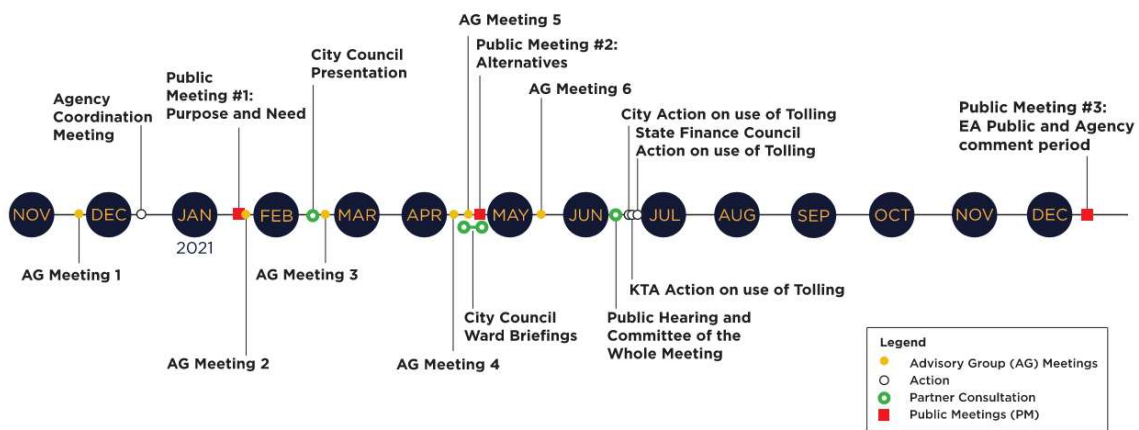 AG Meeting 5
City Council
Presentation
Public Meeting #2:
Alternatives
Public
Meeting #1:
Purpose and Need
AG Meeting 6
Agency
Coordination
Meeting
City Action on use of Tolling
State Finance Council
Action on use of Tolling
Public Meeting #3:
EA Public and Agency
comment period
NOV
DEC
JAN
FEB
MAR
APR
MAY
JUN
JUL
AUG
SEP
OCT
NOV
DEC
2021
AG Meeting 1
AG Meeting 3
KTA Action on use of Tolling
City Council
Ward Briefings
Public Hearing and
Committee of the
Whole Meeting
AG Meeting 2
AG Meeting 4
Legend
Advisory Group (AG) Meetings
Action
Partner Consultation
Public Meetings (PM)